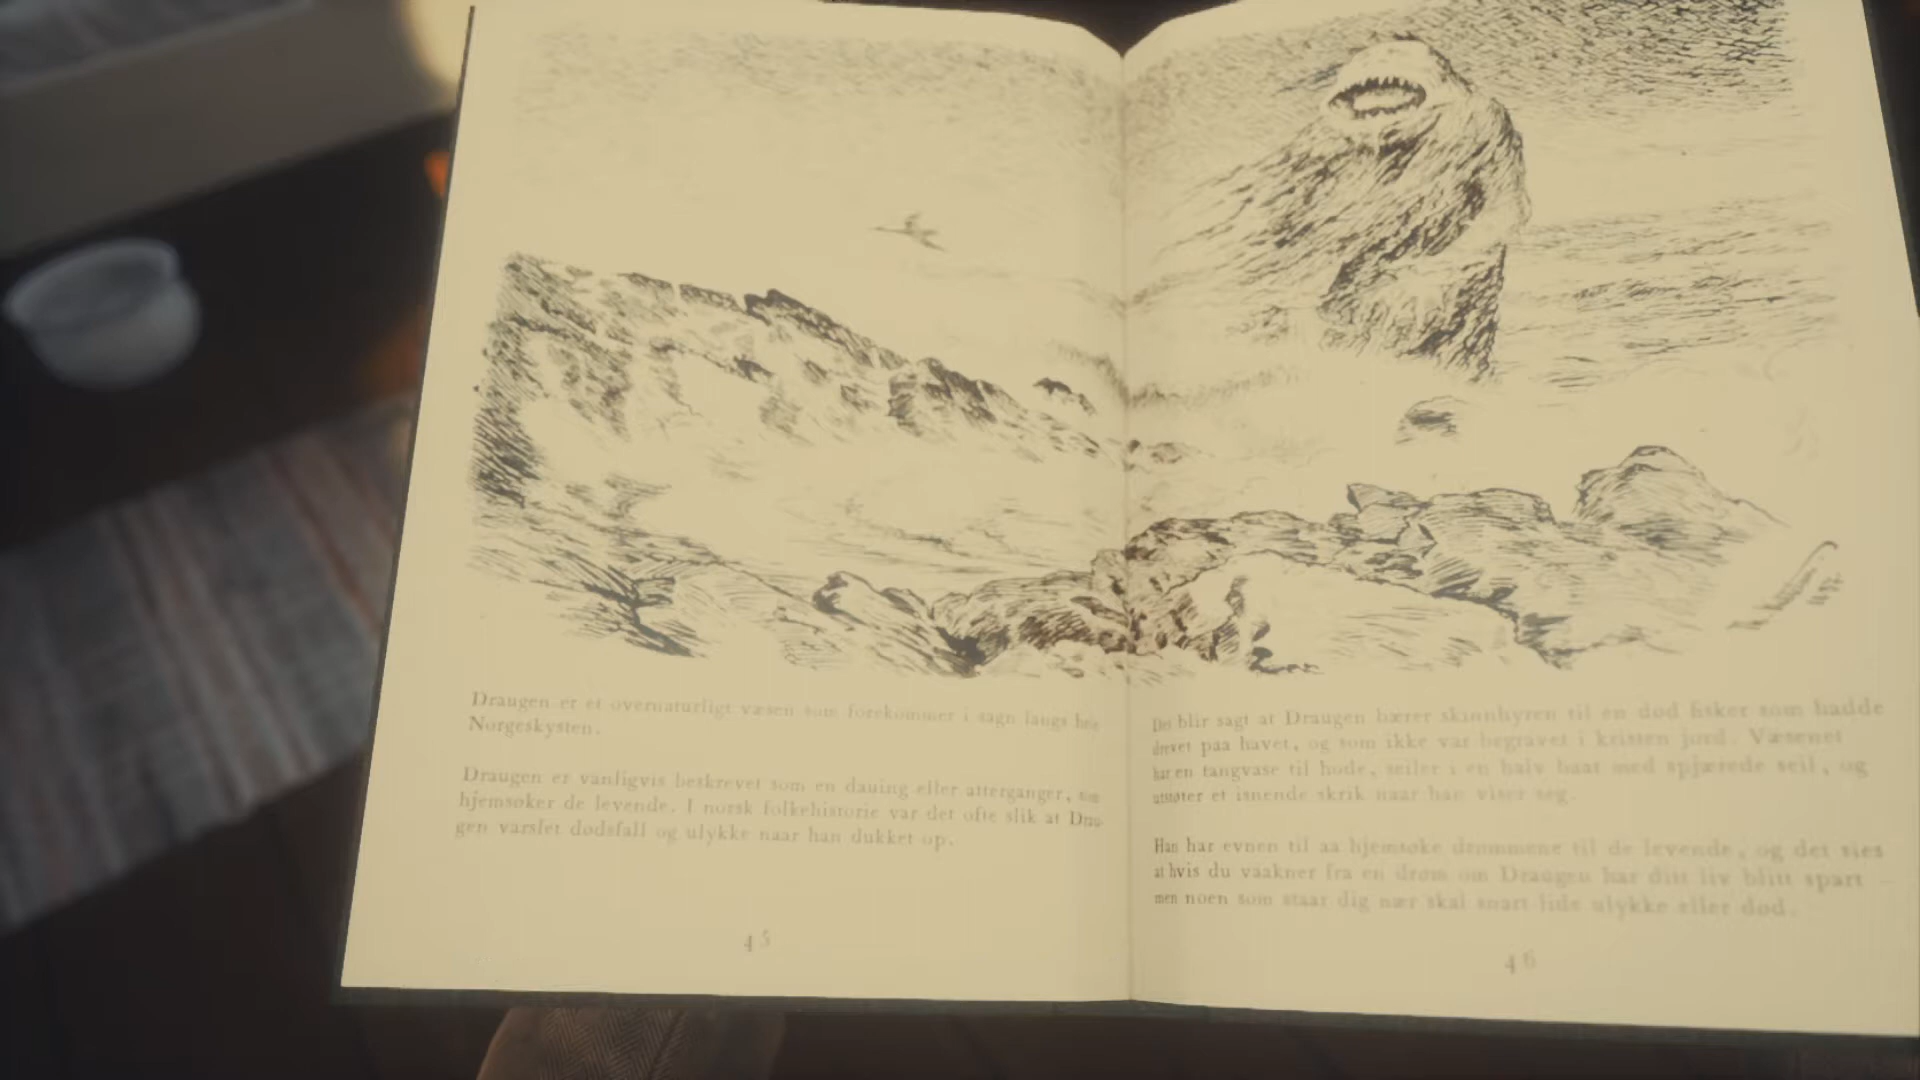 Draugen er et overnaturligt væsen som forekommer i sagn langs hele
Norgeskysten.
Draugen er vanligvis beskrevet som en dauing eller atterganger, som
hjemsøker de levende. I norsk folkehistorie var det ofte slik at Drau-
gen varslet dødsfall og ulykke naar han dukket op.
45
Det blir sagt at Draugen bærer skinnhyren til en død fisker som hadde
drevet paa havet, og som ikke var begravet i kristen jord. Væsenet
har en tangvase til hode, seiler i en halv baat med spjærede seil, og
utstøter et isnende skrik naar han viser seg.
Han har evnen til aa hjemsøke drømmene til de levende, og det sies
at hvis du vaakner fra en drøm om Draugen har ditt liv blitt spart —
men noen som staar dig nær skal snart lide ulykke eller død.
46